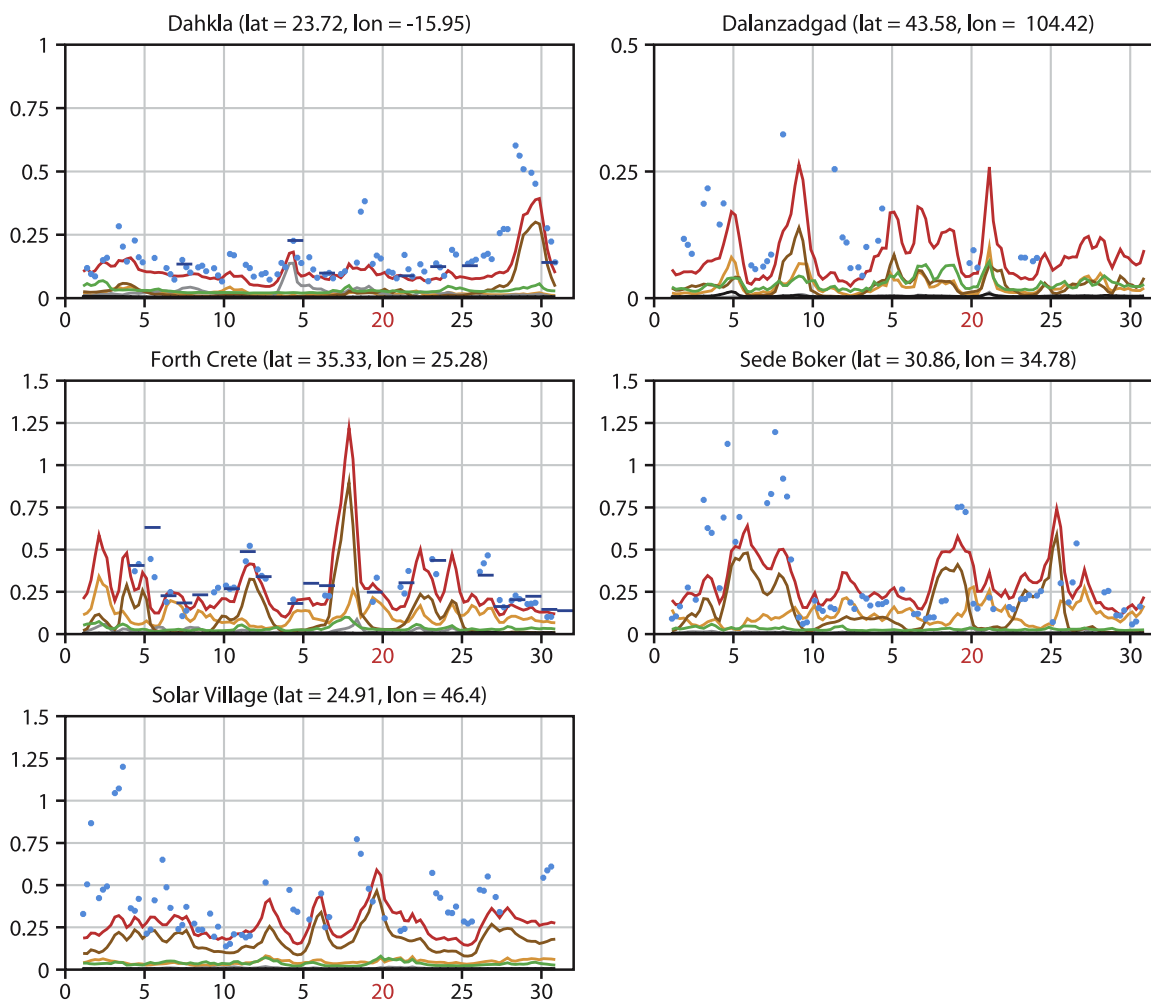 Dahkla (lat = 23.72, lon = -15.95)
1
0.75
0.5
0.25
0
0 5 10 15 20 25 30
Dalanzadgad (lat = 43.58, lon = 104.42)
0.5
0.25
0
0 5 10 5 20 25 30
Forth Crete (lat = 35.33, lon = 25.28)
1.5
1.25
1
0.75
0.5
0.25
0
0 5 10 5 20 25 30
Sede Boker (lat = 30.86, lon = 34.78)
1.5
1.25
1
0.75
0.5
0.25
0
0 5 10 5 20 25 30
Solar Village (lat = 24.91, lon = 46.4)
1.5
1.25
1
0.75
0.5
0.25
0
0 5 10 5 20 25 30